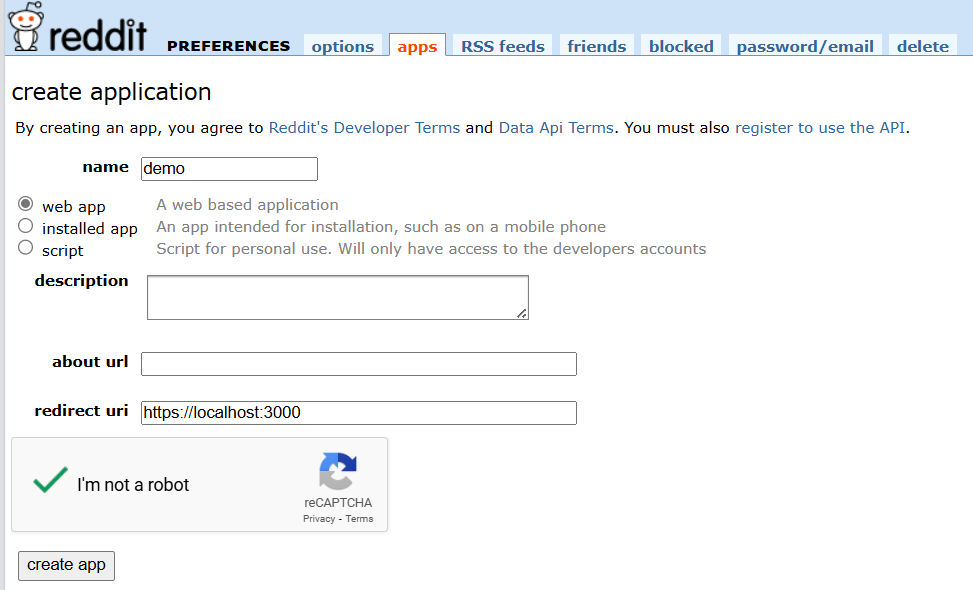 reddit PREFERENCES options apps RSS feeds friends blocked password/email delete
create application
By creating an app, you agree to Reddit's Developer Terms and Data Api Terms. You must also register to use the API.
name demo
web app A web based application
installed app An app intended for installation, such as on a mobile phone
script Script for personal use. Will only have access to the developers accounts
description
about url
redirect uri https://localhost:3000
I'm not a robot
reCAPTCHA
Privacy - Terms
create app